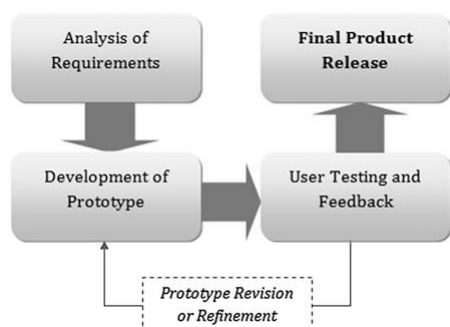 Analysis of
Requirements
Final Product
Release
Development of
Prototype
User Testing and
Feedback
Prototype Revision
or Refinement